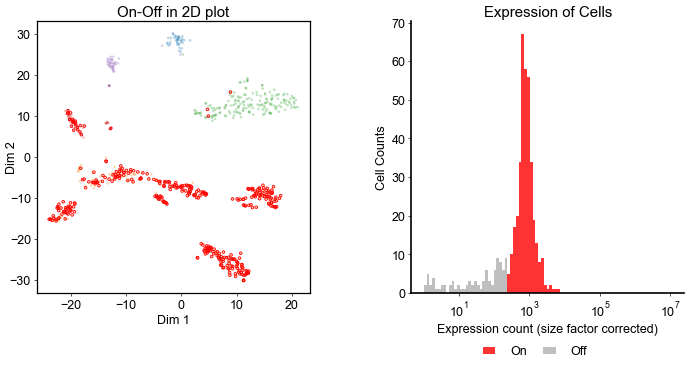 On-Off in 2D plot
30
20
10
0
−10
−20
−30
Dim 2
−20 −10 0 10 20
Dim 1
Expression of Cells
70
60
50
40
30
20
10
0
Cell Counts
10^1 10^3 10^5 10^7
Expression count (size factor corrected)
On Off